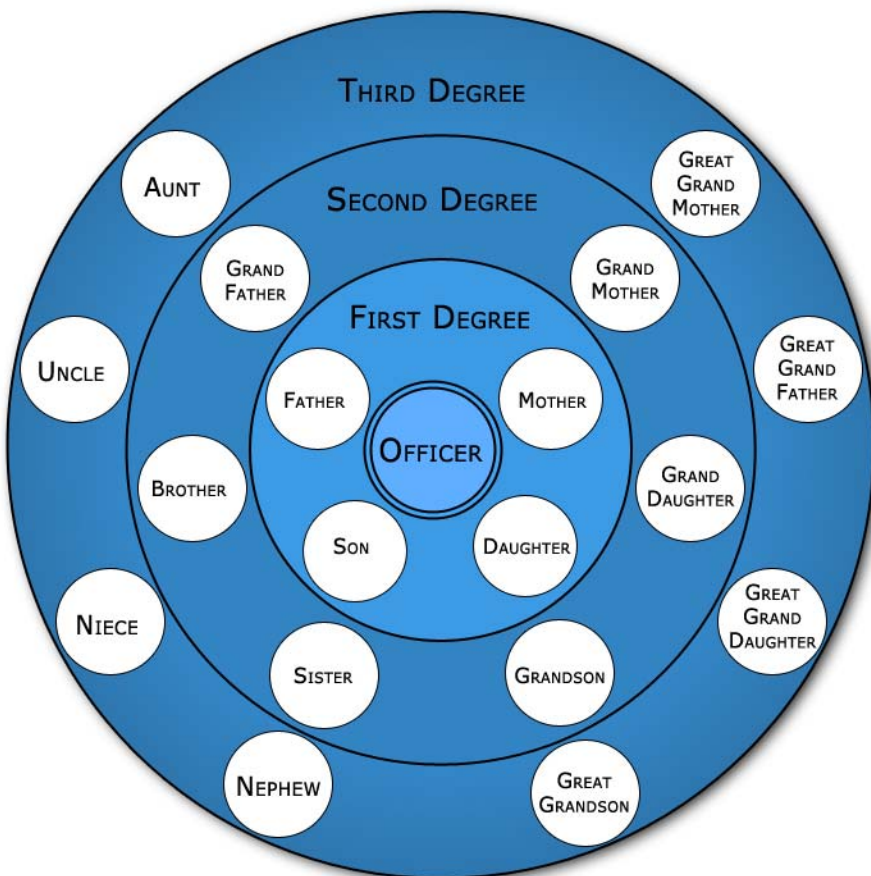 Third Degree
Aunt
Great
Grand
Mother
Second Degree
Grand
Father
Grand
Mother
First Degree
Uncle
Great
Grand
Father
Father
Mother
Officer
Brother
Grand
Daughter
Son
Daughter
Niece
Great
Grand
Daughter
Sister
Grandson
Nephew
Great
Grandson